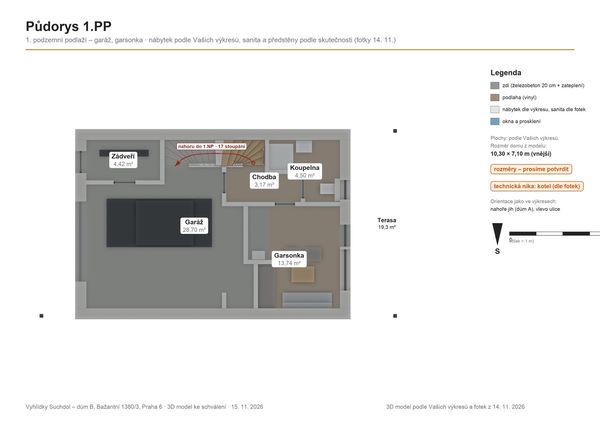 Půdorys 1.PP
1. podzemní podlaží – garáž, garsonka · nábytek podle Vašich výkresů, sanita a předstěny podle skutečnosti (fotky 14. 11.)
Legenda
zdi (železobeton 20 cm + zateplení)
podlaha (vinyl)
nábytek dle výkresu, sanita dle fotek
okna a prosklení
Plochy: podle Vašich výkresů.
Rozměr domu z modelu:
10,30 × 7,10 m (vnější)
rozměry – prosíme potvrdit
technická nika: kotel (dle fotek)
Orientace jako ve výkresech:
nahoře jih (dům A), vlevo ulice
0
S
nahoru do 1.NP · 17 stoupání
Zádveří
4,42 m²
Koupelna
4,50 m²
Chodba
3,17 m²
Garáž
28,70 m²
Terasa
19,3 m²
Garsonka
13,74 m²
Vyhlídky Suchdol – dům B, Bažantní 1380/3, Praha 6 · 3D model ke schválení · 15. 11. 2026
3D model podle Vašich výkresů a fotek z 14. 11. 2026